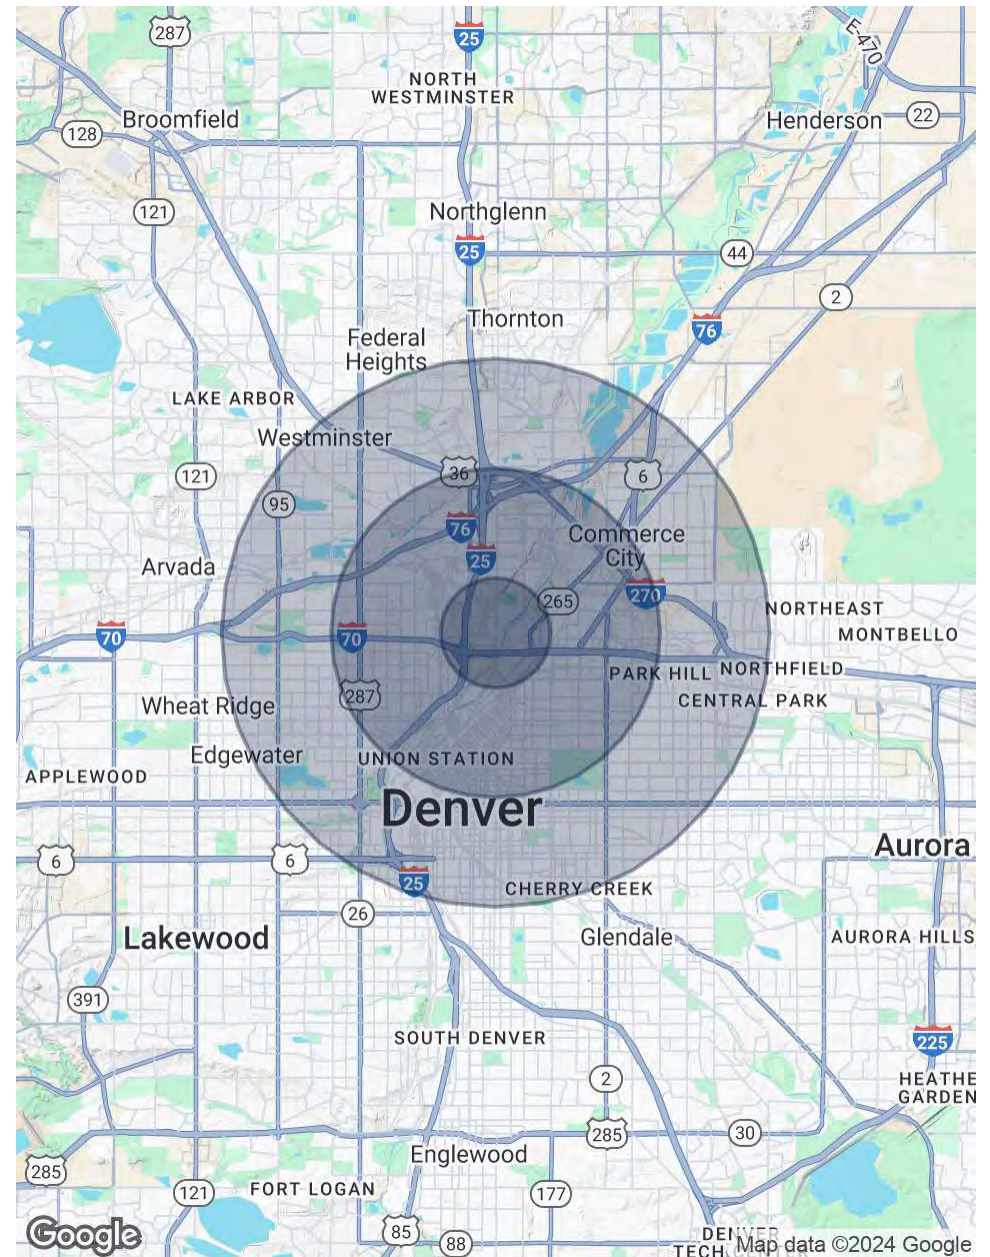 287
25
E-470
NORTH
WESTMINSTER
Broomfield
128
Henderson
22
121
Northglenn
25
44
2
Thornton
76
Federal
Heights
LAKE ARBOR
Westminster
36
6
121
95
76
Commerce
City
25
Arvada
270
265
NORTHEAST
70
70
MONTBELLO
PARK HILL
NORTHFIELD
287
CENTRAL PARK
Wheat Ridge
Edgewater
UNION STATION
APPLEWOOD
Denver
Aurora
6
6
25
CHERRY CREEK
26
Lakewood
Glendale
AURORA HILLS
391
SOUTH DENVER
225
2
HEATHE
GARDEN
285
30
Englewood
285
121
FORT LOGAN
177
85
88
DENVER
TECH
Google
Map data ©2024 Google